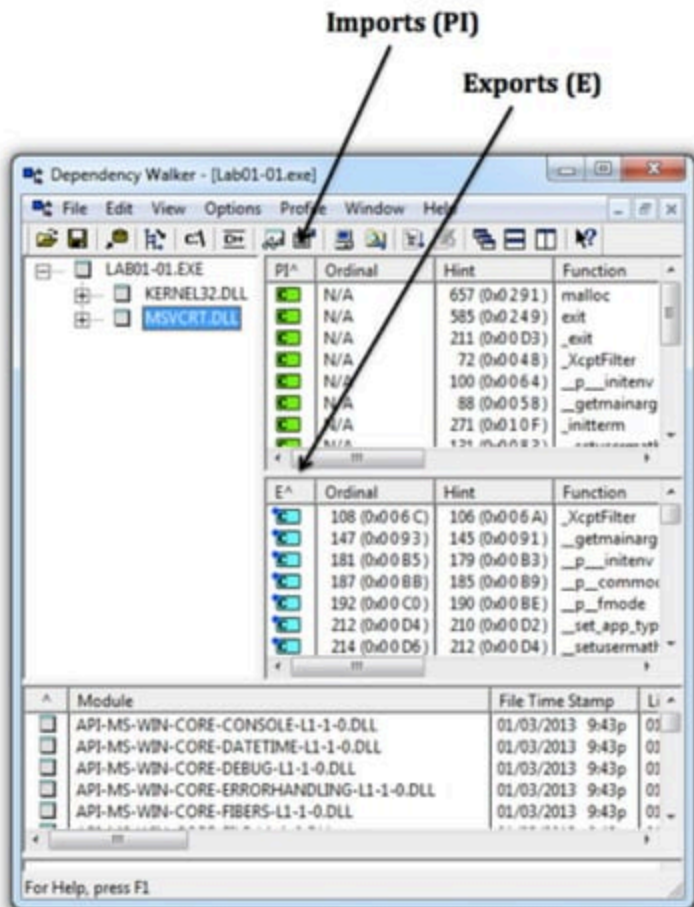 Imports (PI)
Exports (E)
Dependency Walker - [Lab01-01.exe]
File Edit View Options Profile Window Help
LAB01-01.EXE
KERNEL32.DLL
MSVCRT.DLL
PI^ Ordinal Hint Function
N/A 657 (0x0291) malloc
N/A 585 (0x0249) exit
N/A 211 (0x00D3) _exit
N/A 72 (0x0048) _XcptFilter
N/A 100 (0x0064) __p___initenv
N/A 88 (0x0058) __getmainarg
N/A 271 (0x010F) _initterm
E^ Ordinal Hint Function
108 (0x006C) 106 (0x006A) _XcptFilter
147 (0x0093) 145 (0x0091) __getmainarg
181 (0x00B5) 179 (0x00B3) __p___initenv
187 (0x00BB) 185 (0x00B9) __p__commo
192 (0x00C0) 190 (0x00BE) __p__fmode
212 (0x00D4) 210 (0x00D2) __set_app_typ
214 (0x00D6) 212 (0x00D4) __setusermath
^ Module File Time Stamp Li
API-MS-WIN-CORE-CONSOLE-L1-1-0.DLL 01/03/2013 9:43p 01
API-MS-WIN-CORE-DATETIME-L1-1-0.DLL 01/03/2013 9:43p 01
API-MS-WIN-CORE-DEBUG-L1-1-0.DLL 01/03/2013 9:43p 01
API-MS-WIN-CORE-ERRORHANDLING-L1-1-0.DLL 01/03/2013 9:43p 01
API-MS-WIN-CORE-FIBERS-L1-1-0.DLL 01/03/2013 9:43p 01
For Help, press F1